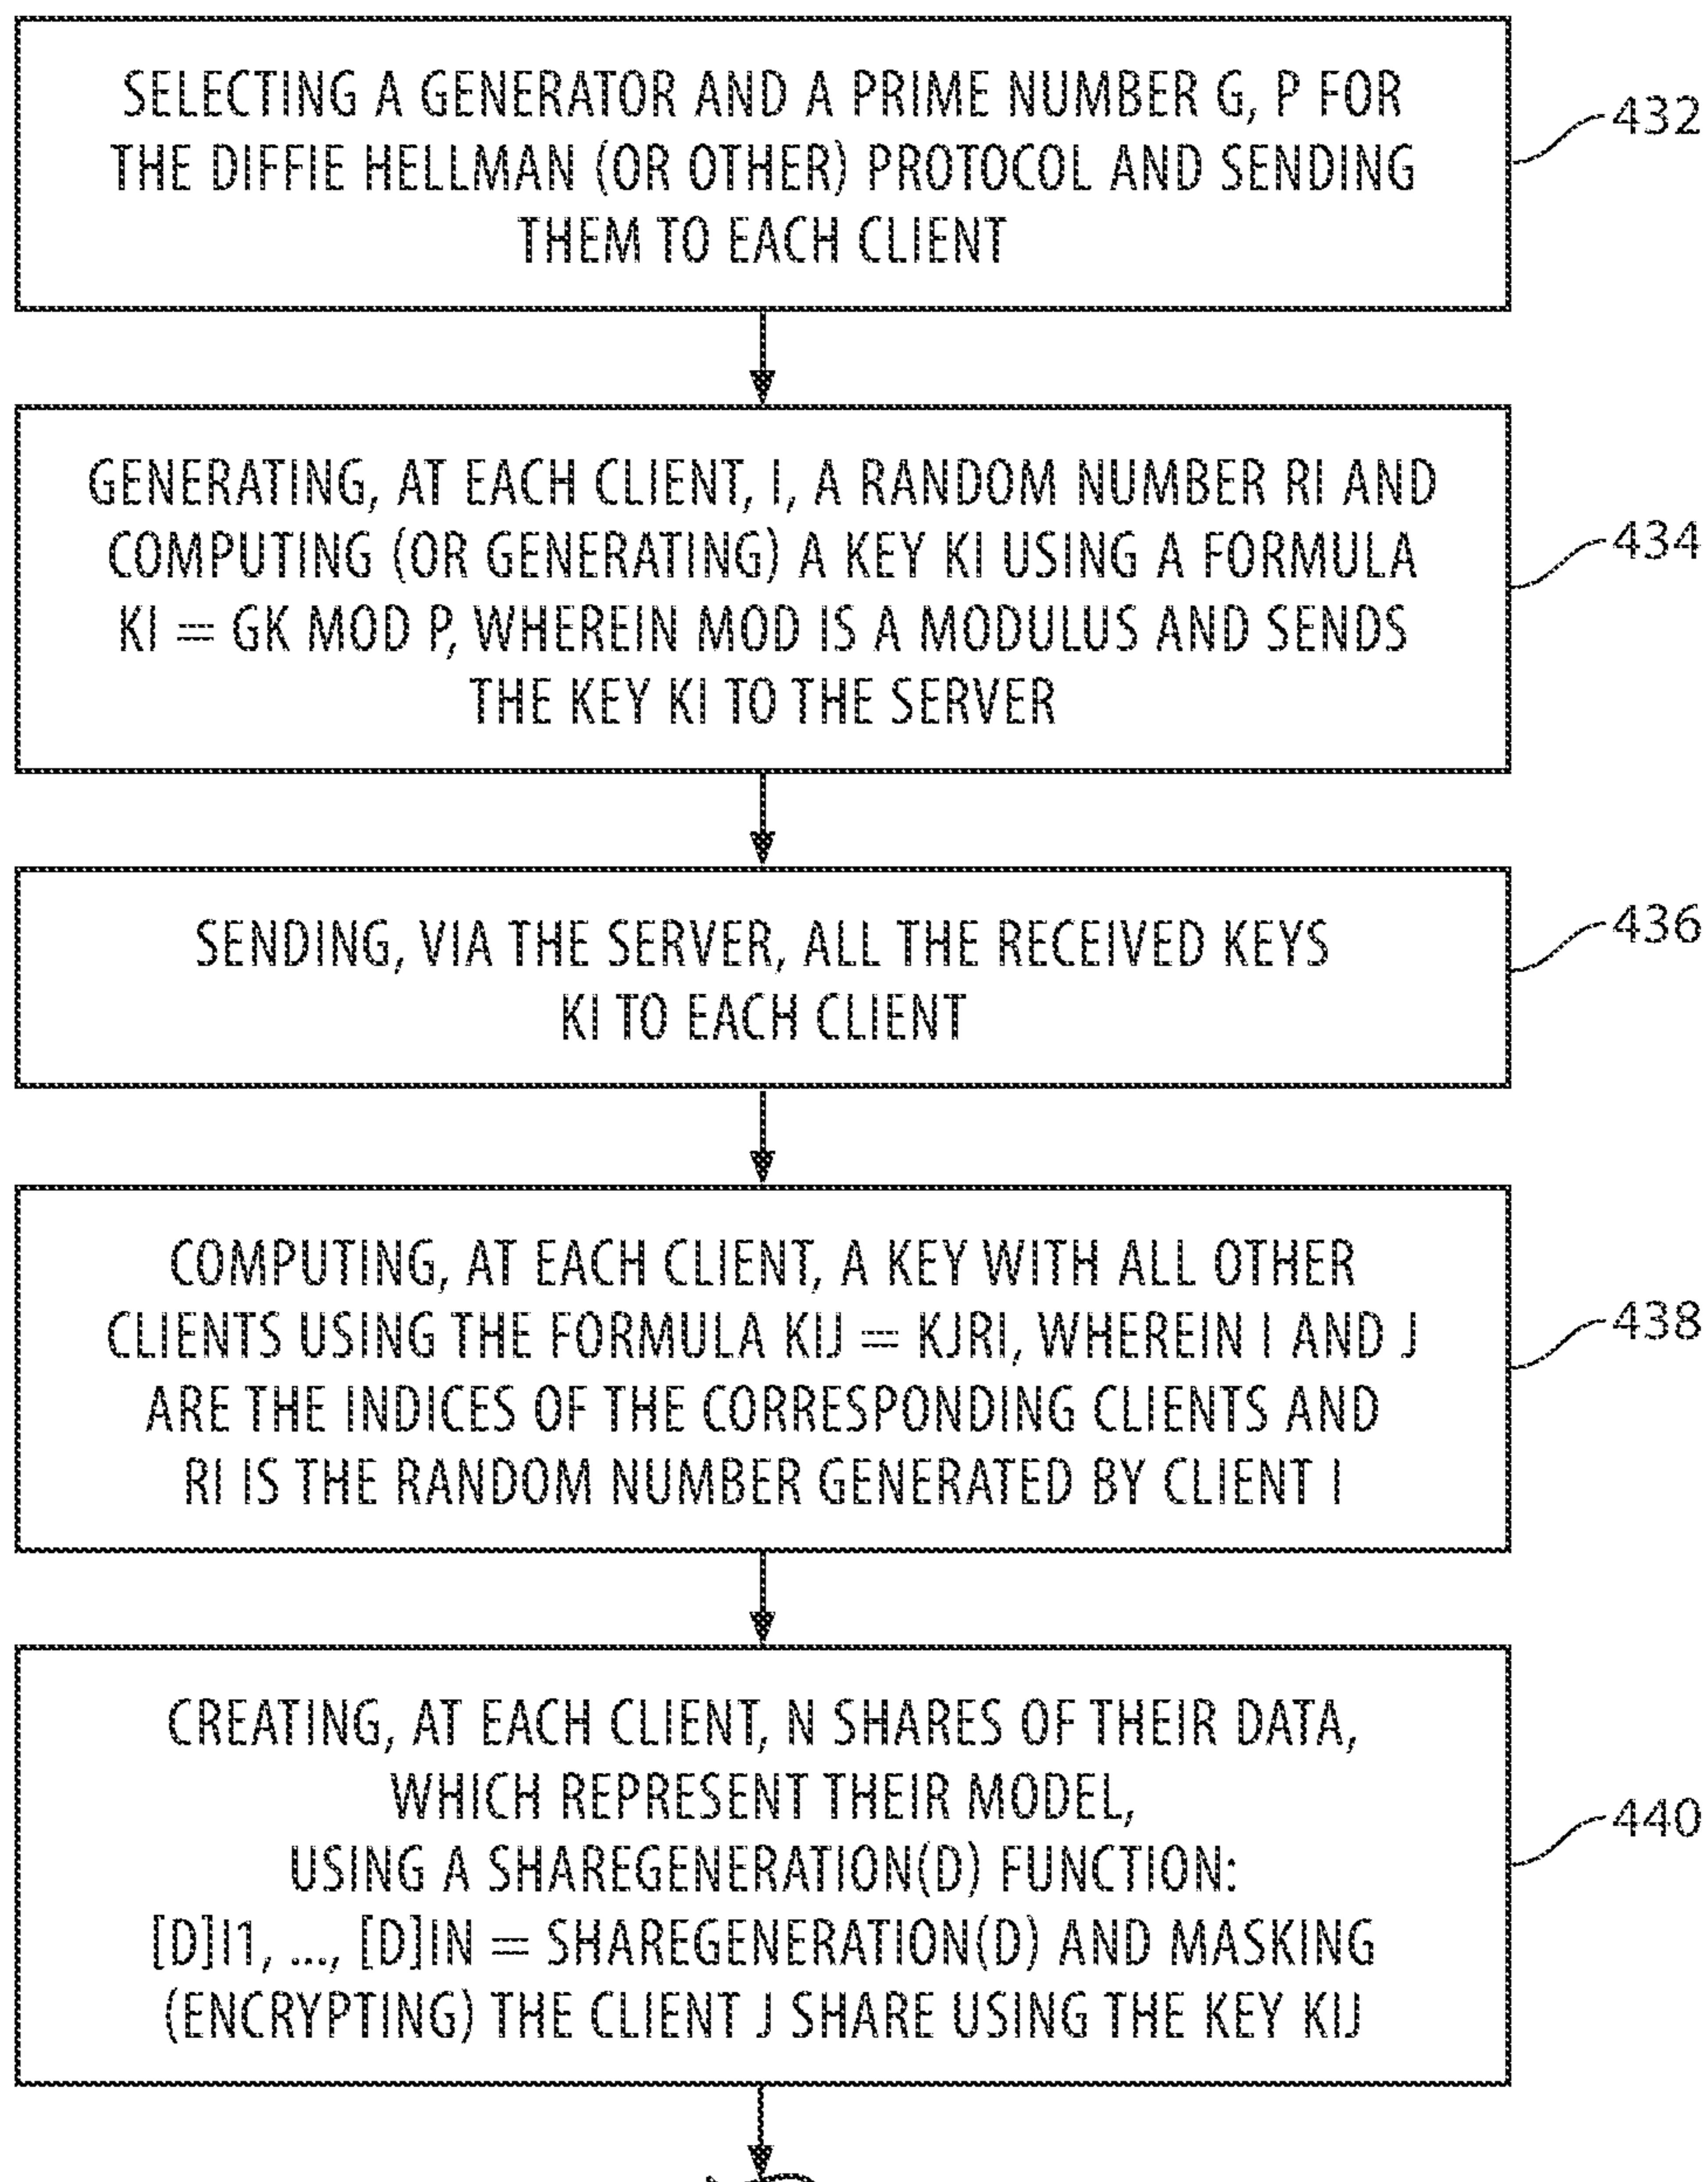 SELECTING A GENERATOR AND A PRIME NUMBER G, P FOR
THE DIFFIE HELLMAN (OR OTHER) PROTOCOL AND SENDING
THEM TO EACH CLIENT
432
GENERATING, AT EACH CLIENT, I, A RANDOM NUMBER RI AND
COMPUTING (OR GENERATING) A KEY KI USING A FORMULA
KI = GK MOD P, WHEREIN MOD IS A MODULUS AND SENDS
THE KEY KI TO THE SERVER
434
SENDING, VIA THE SERVER, ALL THE RECEIVED KEYS
KI TO EACH CLIENT
436
COMPUTING, AT EACH CLIENT, A KEY WITH ALL OTHER
CLIENTS USING THE FORMULA KIJ = KJRI, WHEREIN I AND J
ARE THE INDICES OF THE CORRESPONDING CLIENTS AND
RI IS THE RANDOM NUMBER GENERATED BY CLIENT I
438
CREATING, AT EACH CLIENT, N SHARES OF THEIR DATA,
WHICH REPRESENT THEIR MODEL,
USING A SHAREGENERATION(D) FUNCTION:
[D]I1, ..., [D]IN = SHAREGENERATION(D) AND MASKING
(ENCRYPTING) THE CLIENT J SHARE USING THE KEY KIJ
440